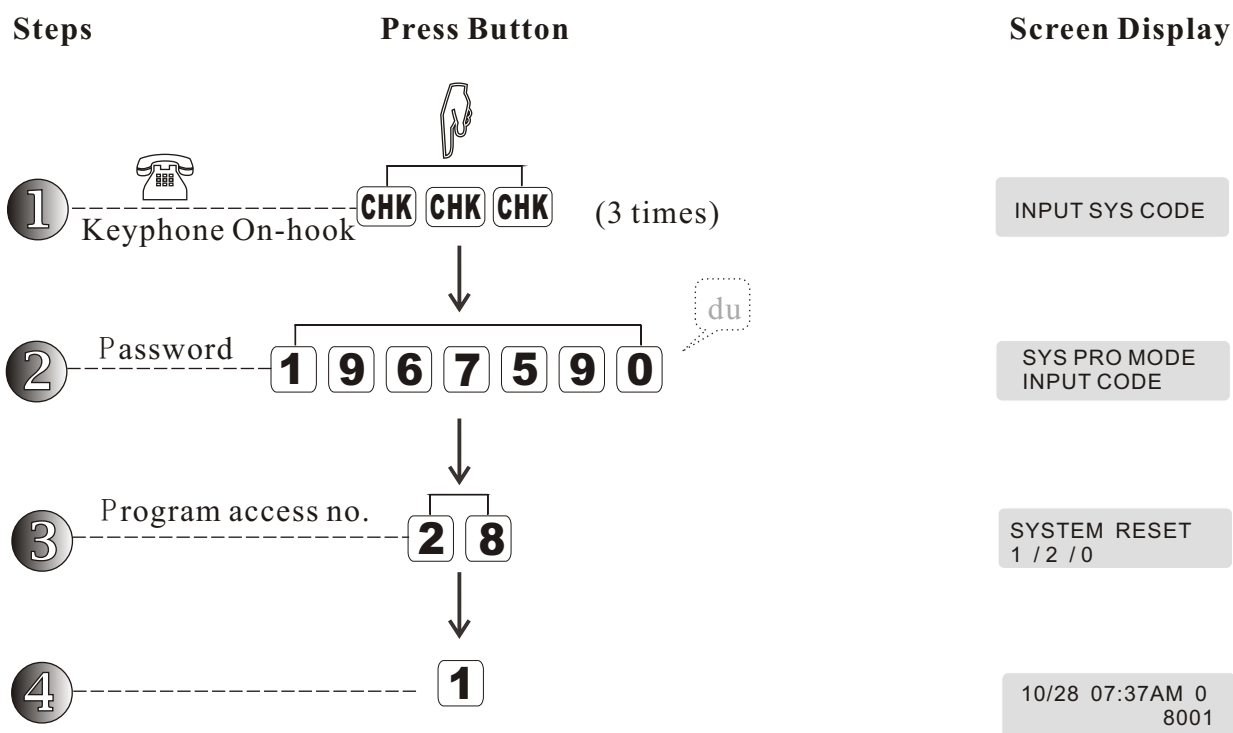 Steps Press Button Screen Display
1 CHK CHK CHK (3 times) INPUT SYS CODE
Keyphone On-hook
du
2 Password 1 9 6 7 5 9 0 SYS PRO MODE
INPUT CODE
3 Program access no. 2 8 SYSTEM RESET
1 / 2 / 0
4 1 10/28 07:37AM 0
8001